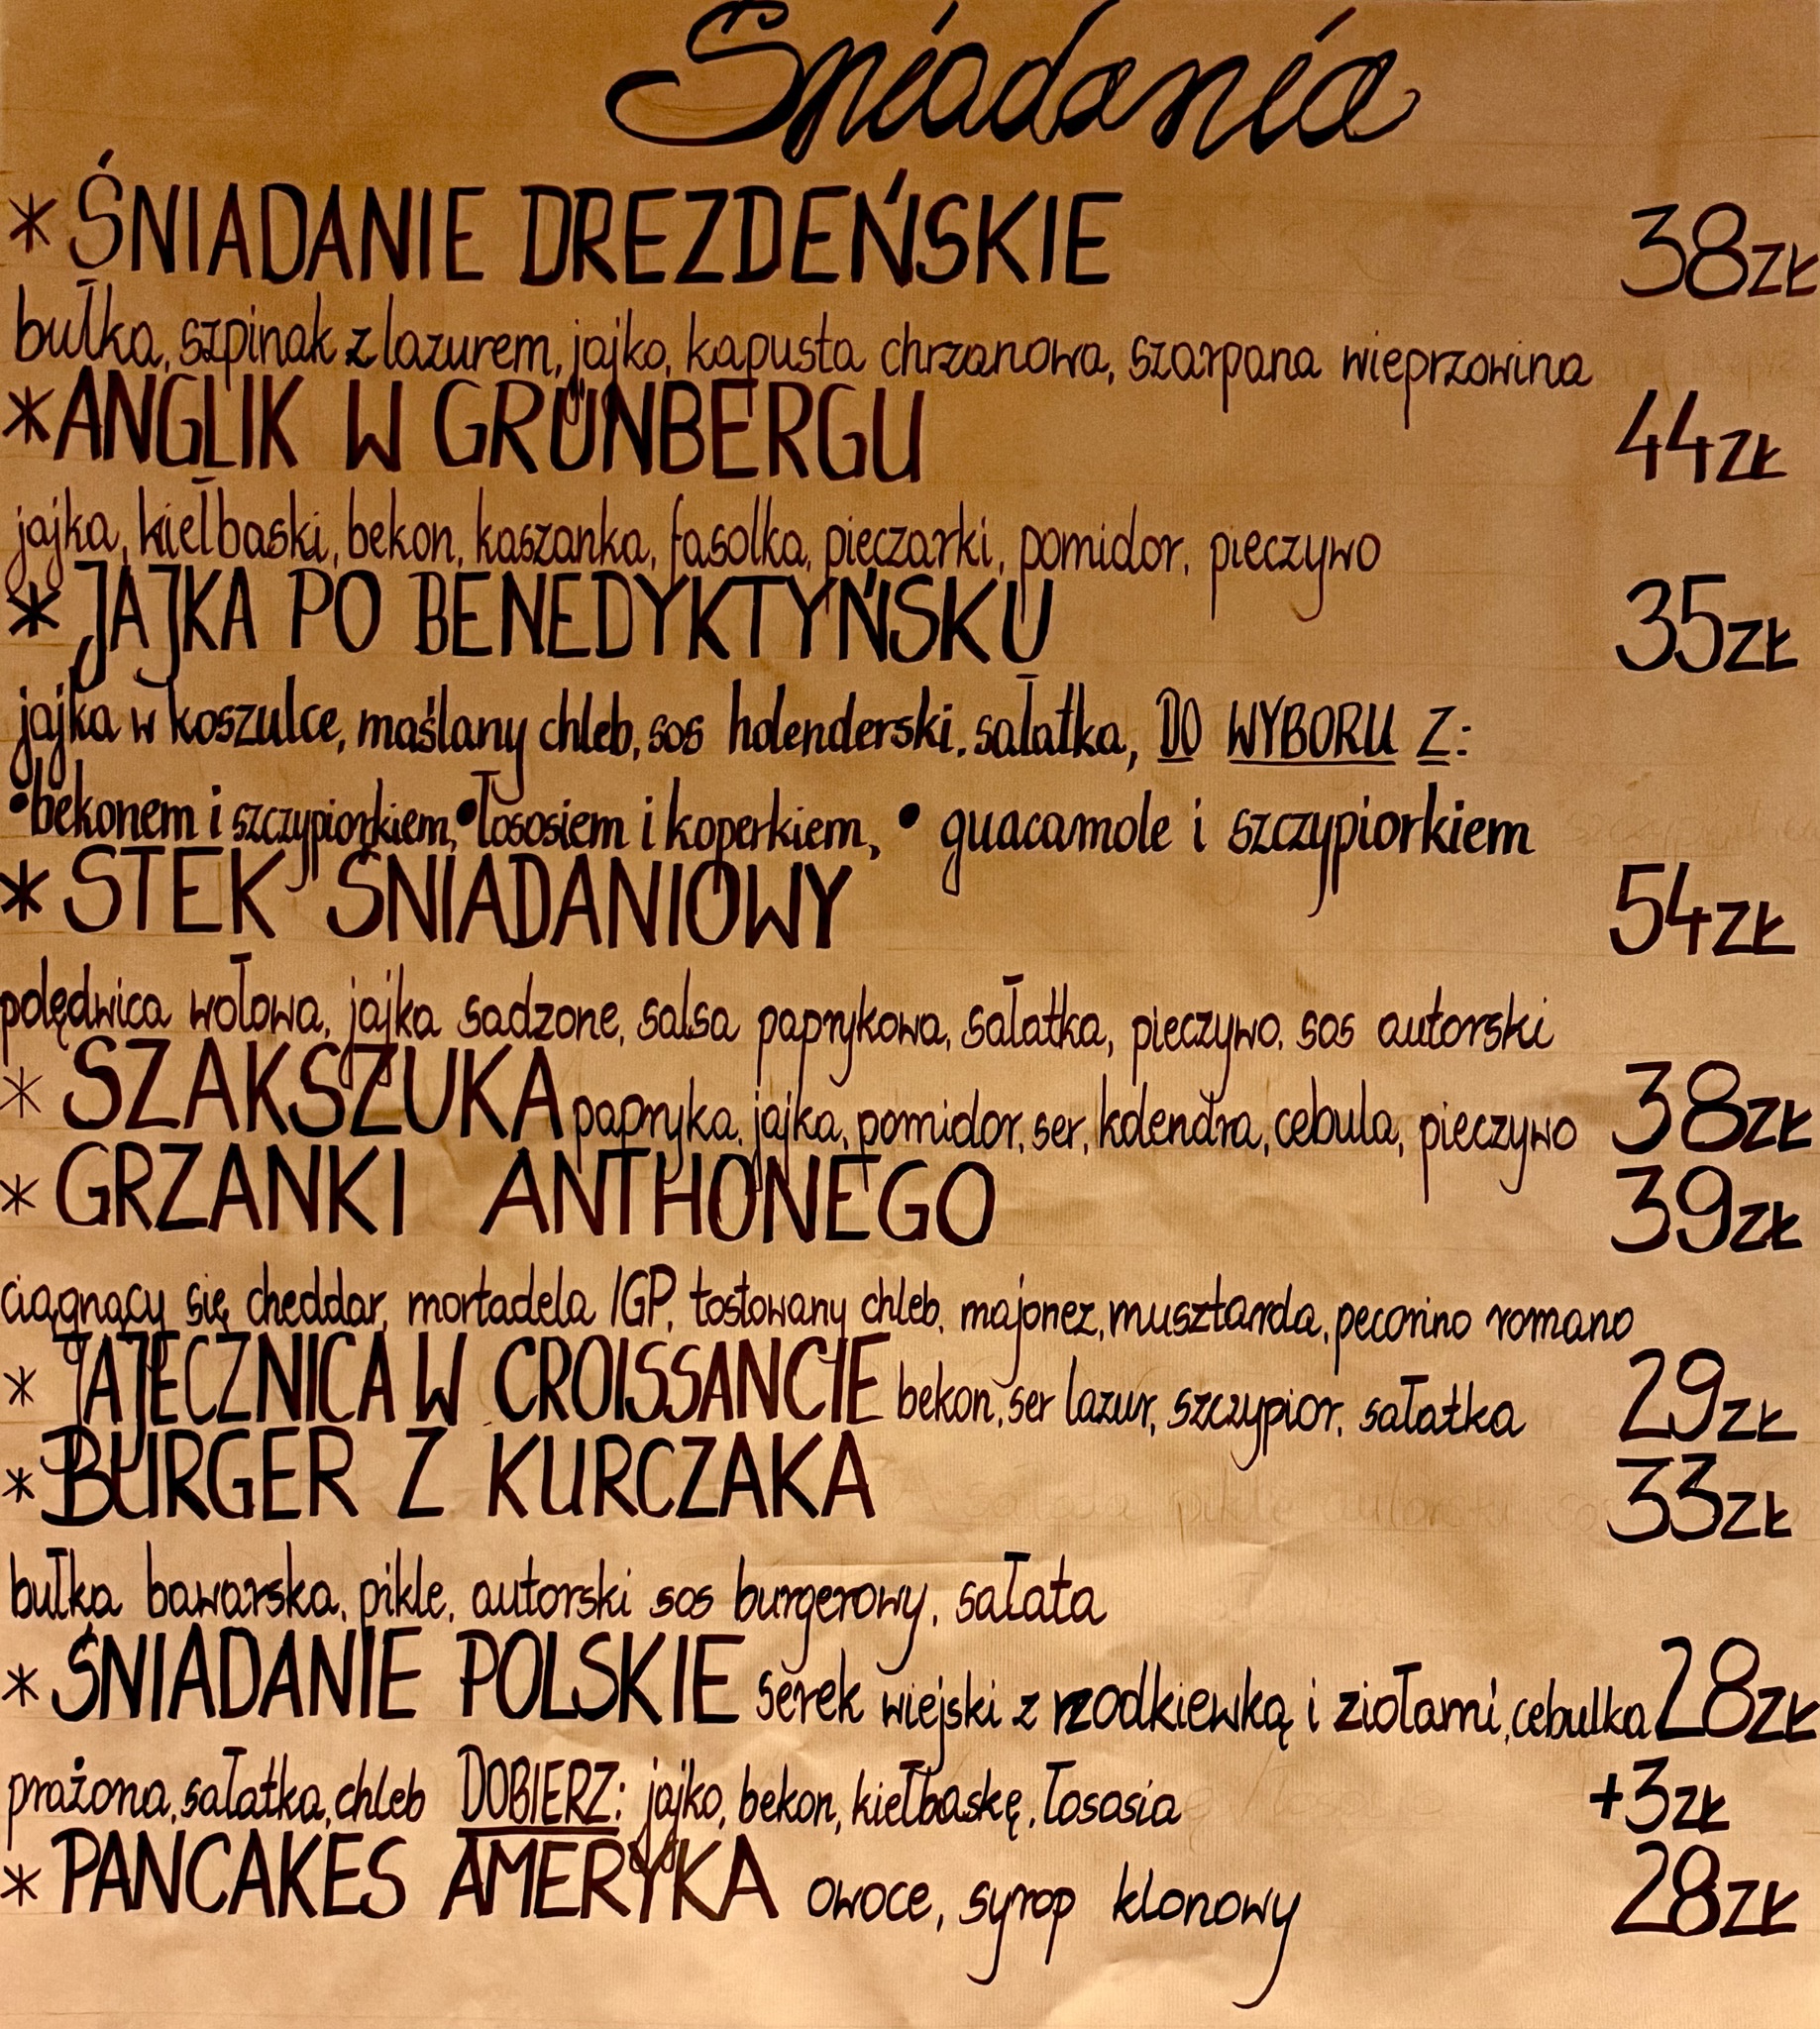 Śniadania
* ŚNIADANIE DREZDEŃSKIE 38ZŁ
bułka, szpinak z lazurem, jajko, kapusta chrzanowa, szarpana wieprzowina
* ANGLIK W GRÜNBERGU 44ZŁ
jajka, kiełbaski, bekon, kaszanka, fasolka, pieczarki, pomidor, pieczywo
* JAJKA PO BENEDYKTYŃSKU 35ZŁ
jajka w koszulce, maślany chleb, sos holenderski, sałatka, DO WYBORU Z:
•bekonem i szczypiorkiem, •łososiem i koperkiem, • guacamole i szczypiorkiem
* STEK ŚNIADANIOWY 54ZŁ
polędwica wołowa, jajka sadzone, salsa paprykowa, sałatka, pieczywo, sos autorski
* SZAKSZUKA papryka, jajka, pomidor, ser, kolendra, cebula, pieczywo 38ZŁ
* GRZANKI ANTHONEGO 39ZŁ
ciągnący się cheddar, mortadela IGP, tostowany chleb, majonez, musztarda, pecorino romano
* JAJECZNICA W CROISSANCIE bekon, ser lazur, szczypior, sałatka 29ZŁ
* BURGER Z KURCZAKA 33ZŁ
bułka bawarska, pikle, autorski sos burgerowy, sałata
* ŚNIADANIE POLSKIE serek wiejski z rzodkiewką i ziołami, cebulka 28ZŁ
prażona, sałatka, chleb DOBIERZ: jajko, bekon, kiełbaskę, łososia +3ZŁ
* PANCAKES AMERYKA owoce, syrop klonowy 28ZŁ